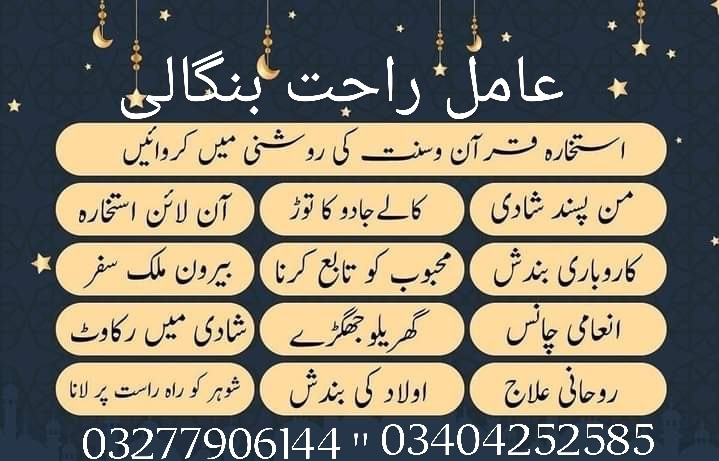 عامل راحت بنگالی
استخارہ قرآن وسنت کی روشنی میں کروائیں
من پسند شادی کالے جادو کا توڑ آن لائن استخارہ
کاروباری بندش محبوب کو تابع کرنا بیرون ملک سفر
انعامی چانس گھریلو جھگڑے شادی میں رکاوٹ
روحانی علاج اولاد کی بندش شوہر کو راہ راست پر لانا
03277906144 " 03404252585